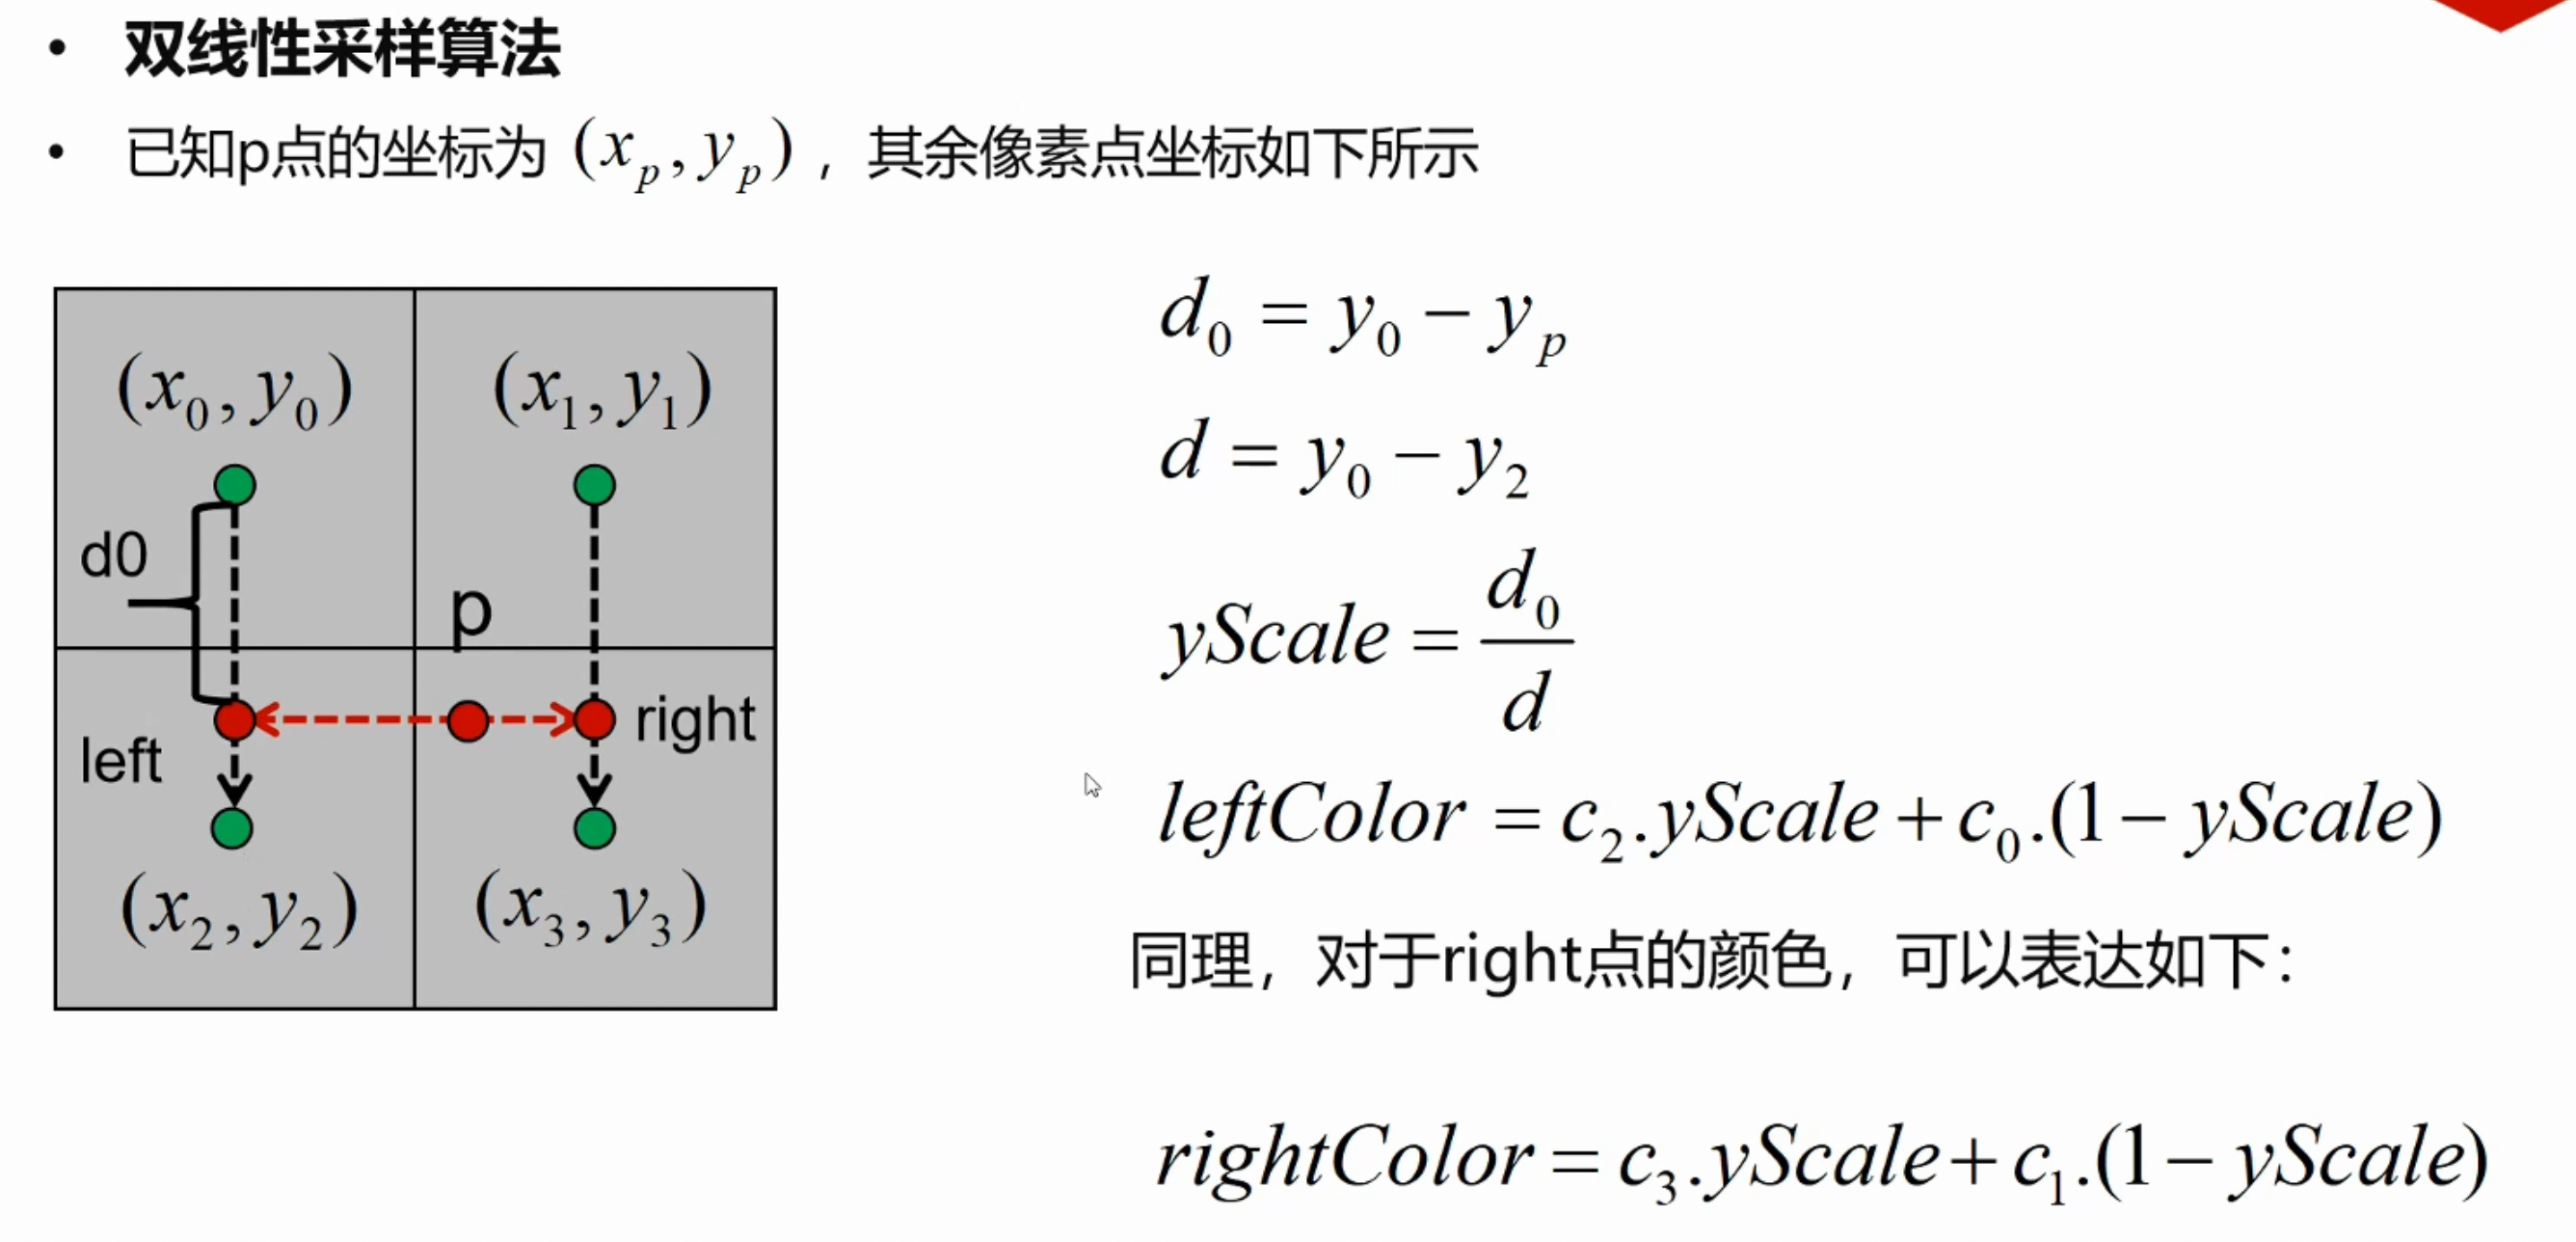 • 双线性采样算法
• 已知p点的坐标为 (x_p, y_p) ，其余像素点坐标如下所示
(x_0, y_0) (x_1, y_1)
d0
p
left
right
(x_2, y_2) (x_3, y_3)
d_0 = y_0 − y_p
d = y_0 − y_2
yScale = d_0 / d
leftColor = c_2.yScale + c_0.(1 − yScale)
同理，对于right点的颜色，可以表达如下：
rightColor = c_3.yScale + c_1.(1 − yScale)